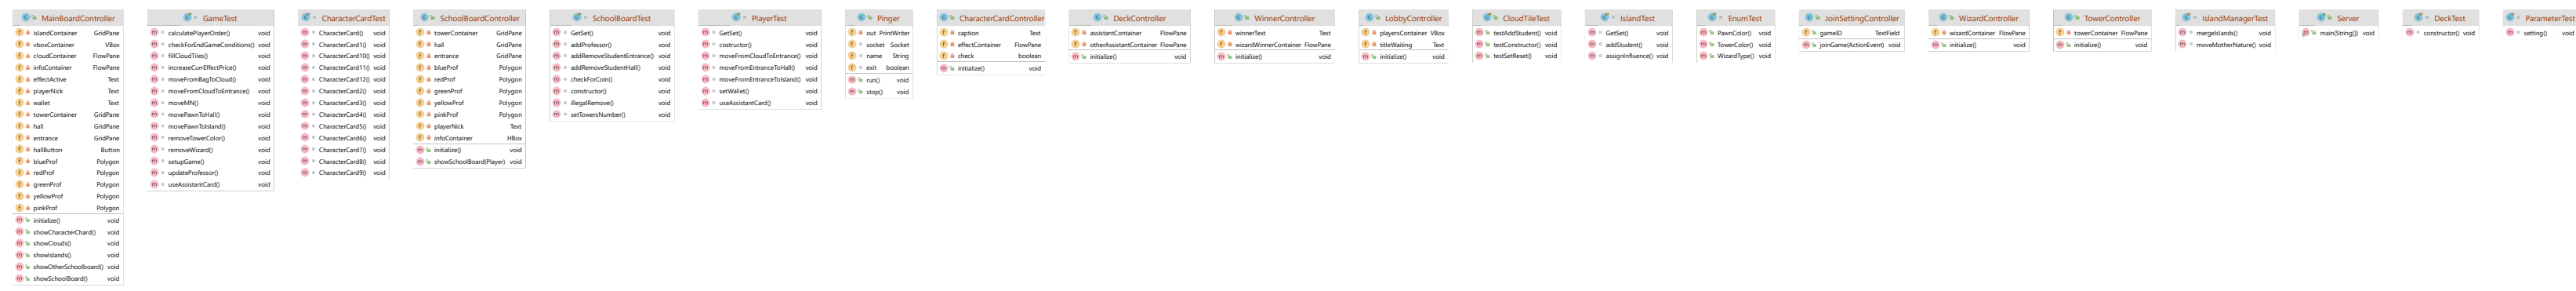 MainBoardController
islandContainer GridPane
vboxContainer VBox
cloudContainer FlowPane
infoContainer FlowPane
effectActive Text
playerNick Text
wallet Text
towerContainer GridPane
hall GridPane
entrance GridPane
hallButton Button
blueProf Polygon
redProf Polygon
greenProf Polygon
yellowProf Polygon
pinkProf Polygon
initialize() void
showCharacterChard() void
showClouds() void
showIslands() void
showOtherSchoolboard() void
showSchoolBoard() void
GameTest
calculatePlayerOrder() void
checkForEndGameConditions() void
fillCloudTiles() void
increaseCurrEffectPrice() void
moveFromBagToCloud() void
moveFromCloudToEntrance() void
moveMN() void
movePawnToHall() void
movePawnToIsland() void
removeTowerColor() void
removeWizard() void
setupGame() void
updateProfessor() void
useAssistantCard() void
CharacterCardTest
CharacterCard() void
CharacterCard1() void
CharacterCard10() void
CharacterCard11() void
CharacterCard12() void
CharacterCard2() void
CharacterCard3() void
CharacterCard4() void
CharacterCard5() void
CharacterCard6() void
CharacterCard7() void
CharacterCard8() void
CharacterCard9() void
SchoolBoardController
towerContainer GridPane
hall GridPane
entrance GridPane
blueProf Polygon
redProf Polygon
greenProf Polygon
yellowProf Polygon
pinkProf Polygon
playerNick Text
infoContainer HBox
initialize() void
showSchoolBoard(Player) void
SchoolBoardTest
GetSet() void
addProfessor() void
addRemoveStudentEntrance() void
addRemoveStudentHall() void
checkForCoin() void
constructor() void
illegalRemove() void
setTowersNumber() void
PlayerTest
GetSet() void
costructor() void
moveFromCloudToEntrance() void
moveFromEntranceToHall() void
moveFromEntranceToIsland() void
setWallet() void
useAssistantCard() void
Pinger
out PrintWriter
socket Socket
name String
exit boolean
run() void
stop() void
CharacterCardController
caption Text
effectContainer FlowPane
check boolean
initialize() void
DeckController
assistantContainer FlowPane
otherAssistantContainer FlowPane
initialize() void
WinnerController
winnerText Text
wizardWinnerContainer FlowPane
initialize() void
LobbyController
playersContainer VBox
titleWaiting Text
initialize() void
CloudTileTest
testAddStudent() void
testConstructor() void
testSetReset() void
IslandTest
GetSet() void
addStudent() void
assignInfluence() void
EnumTest
PawnColor() void
TowerColor() void
WizardType() void
JoinSettingController
gameID TextField
joinGame(ActionEvent) void
WizardController
wizardContainer FlowPane
initialize() void
TowerController
towerContainer FlowPane
initialize() void
IslandManagerTest
mergeIslands() void
moveMotherNature() void
Server
main(String[]) void
DeckTest
constructor() void
ParameterTest
setting() void